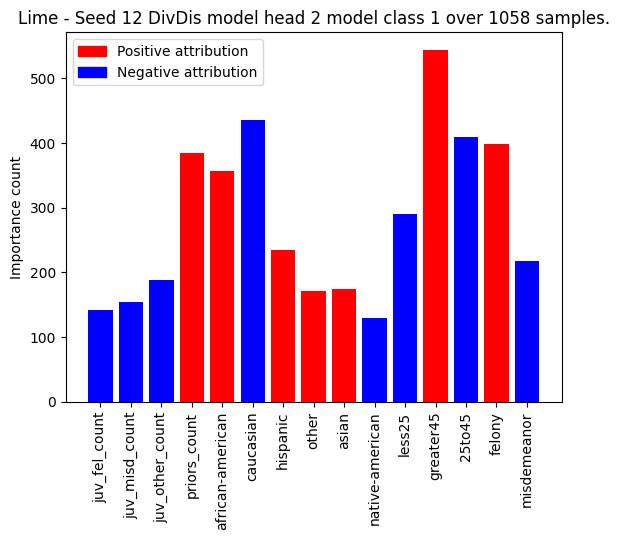 Lime - Seed 12 DivDis model head 2 model class 1 over 1058 samples.
Positive attribution
Negative attribution
Importance count
500
400
300
200
100
0
juv_fel_count
juv_misd_count
juv_other_count
priors_count
african-american
caucasian
hispanic
other
asian
native-american
less25
greater45
25to45
felony
misdemeanor